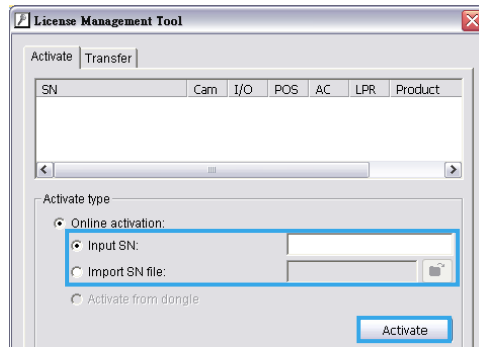 License Management Tool
Activate Transfer
SN Cam I/O POS AC LPR Product
Activate type
Online activation:
Input SN:
Import SN file:
Activate from dongle
Activate